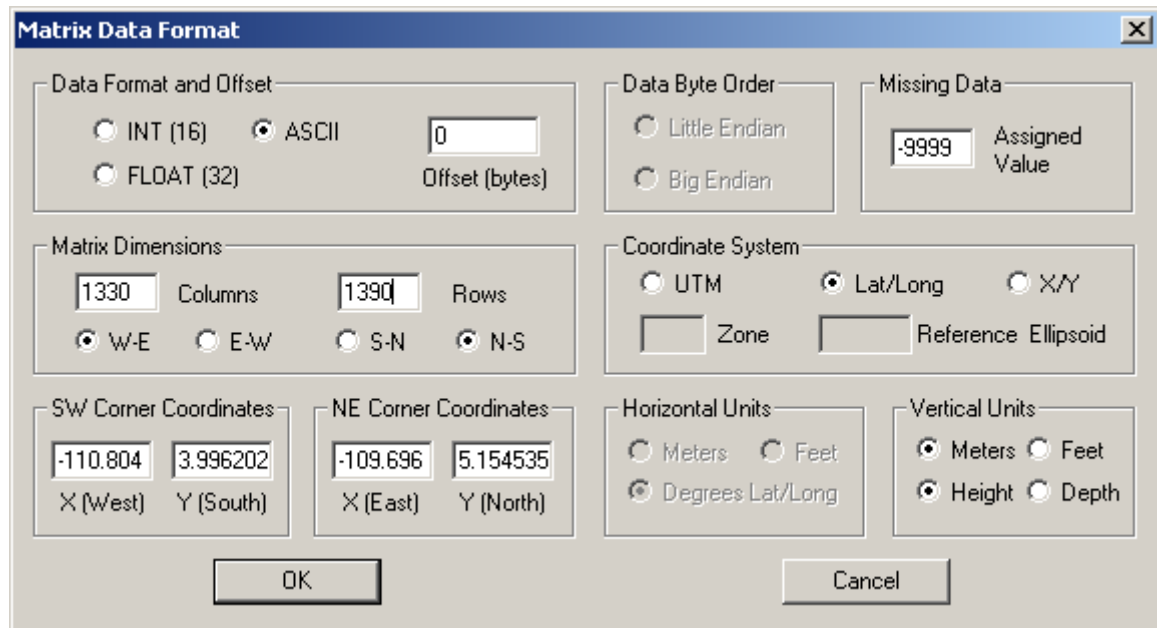 Matrix Data Format
Data Format and Offset
INT (16) ASCII 0
FLOAT (32) Offset (bytes)
Data Byte Order
Little Endian
Big Endian
Missing Data
-9999 Assigned
Value
Matrix Dimensions
1330 Columns 1390 Rows
W-E E-W S-N N-S
Coordinate System
UTM Lat/Long X/Y
Zone Reference Ellipsoid
SW Corner Coordinates
-110.804 3.996202
X (West) Y (South)
NE Corner Coordinates
-109.696 5.154535
X (East) Y (North)
Horizontal Units
Meters Feet
Degrees Lat/Long
Vertical Units
Meters Feet
Height Depth
OK Cancel